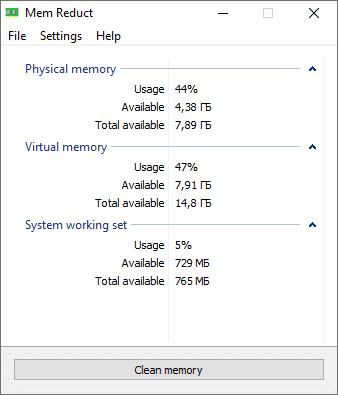 Mem Reduct
File Settings Help
Physical memory
Usage 44%
Available 4,38 ГБ
Total available 7,89 ГБ
Virtual memory
Usage 47%
Available 7,91 ГБ
Total available 14,8 ГБ
System working set
Usage 5%
Available 729 МБ
Total available 765 МБ
Clean memory